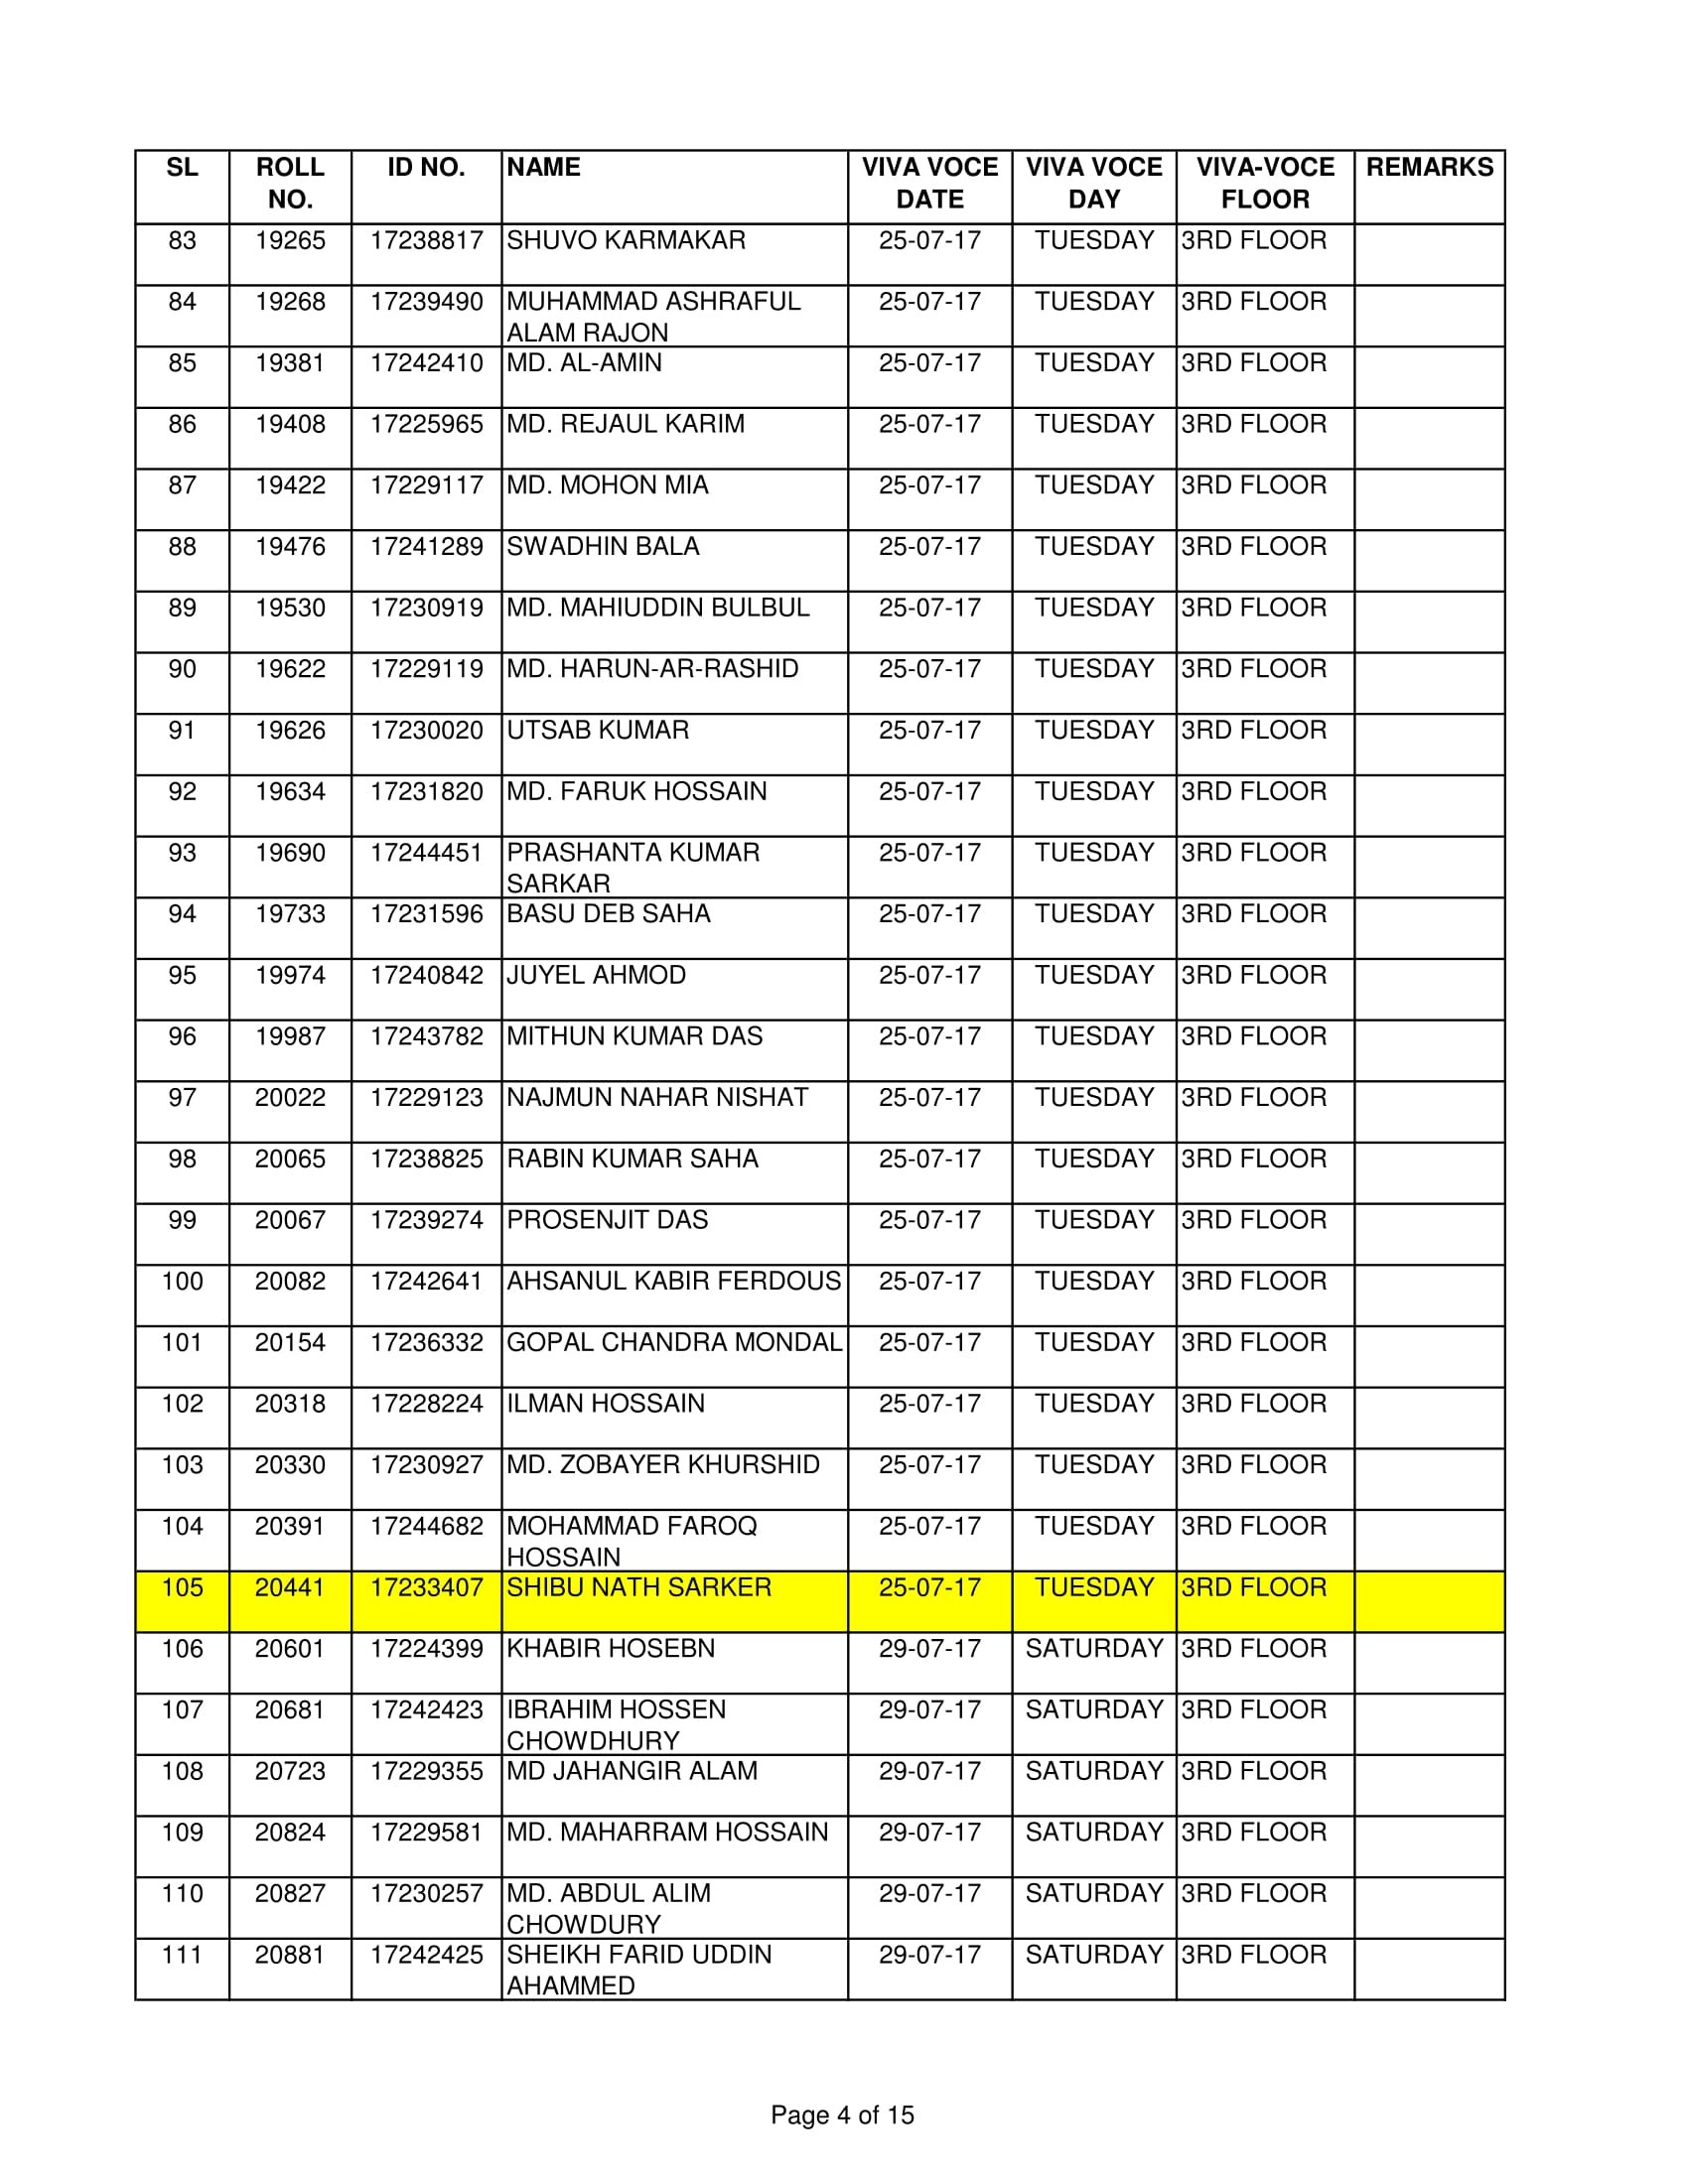 SL ROLL NO. ID NO. NAME VIVA VOCE DATE VIVA VOCE DAY VIVA-VOCE FLOOR REMARKS
83 19265 17238817 SHUVO KARMAKAR 25-07-17 TUESDAY 3RD FLOOR
84 19268 17239490 MUHAMMAD ASHRAFUL ALAM RAJON 25-07-17 TUESDAY 3RD FLOOR
85 19381 17242410 MD. AL-AMIN 25-07-17 TUESDAY 3RD FLOOR
86 19408 17225965 MD. REJAUL KARIM 25-07-17 TUESDAY 3RD FLOOR
87 19422 17229117 MD. MOHON MIA 25-07-17 TUESDAY 3RD FLOOR
88 19476 17241289 SWADHIN BALA 25-07-17 TUESDAY 3RD FLOOR
89 19530 17230919 MD. MAHIUDDIN BULBUL 25-07-17 TUESDAY 3RD FLOOR
90 19622 17229119 MD. HARUN-AR-RASHID 25-07-17 TUESDAY 3RD FLOOR
91 19626 17230020 UTSAB KUMAR 25-07-17 TUESDAY 3RD FLOOR
92 19634 17231820 MD. FARUK HOSSAIN 25-07-17 TUESDAY 3RD FLOOR
93 19690 17244451 PRASHANTA KUMAR SARKAR 25-07-17 TUESDAY 3RD FLOOR
94 19733 17231596 BASU DEB SAHA 25-07-17 TUESDAY 3RD FLOOR
95 19974 17240842 JUYEL AHMOD 25-07-17 TUESDAY 3RD FLOOR
96 19987 17243782 MITHUN KUMAR DAS 25-07-17 TUESDAY 3RD FLOOR
97 20022 17229123 NAJMUN NAHAR NISHAT 25-07-17 TUESDAY 3RD FLOOR
98 20065 17238825 RABIN KUMAR SAHA 25-07-17 TUESDAY 3RD FLOOR
99 20067 17239274 PROSENJIT DAS 25-07-17 TUESDAY 3RD FLOOR
100 20082 17242641 AHSANUL KABIR FERDOUS 25-07-17 TUESDAY 3RD FLOOR
101 20154 17236332 GOPAL CHANDRA MONDAL 25-07-17 TUESDAY 3RD FLOOR
102 20318 17228224 ILMAN HOSSAIN 25-07-17 TUESDAY 3RD FLOOR
103 20330 17230927 MD. ZOBAYER KHURSHID 25-07-17 TUESDAY 3RD FLOOR
104 20391 17244682 MOHAMMAD FAROQ HOSSAIN 25-07-17 TUESDAY 3RD FLOOR
105 20441 17233407 SHIBU NATH SARKER 25-07-17 TUESDAY 3RD FLOOR
106 20601 17224399 KHABIR HOSEBN 29-07-17 SATURDAY 3RD FLOOR
107 20681 17242423 IBRAHIM HOSSEN CHOWDHURY 29-07-17 SATURDAY 3RD FLOOR
108 20723 17229355 MD JAHANGIR ALAM 29-07-17 SATURDAY 3RD FLOOR
109 20824 17229581 MD. MAHARRAM HOSSAIN 29-07-17 SATURDAY 3RD FLOOR
110 20827 17230257 MD. ABDUL ALIM CHOWDURY 29-07-17 SATURDAY 3RD FLOOR
111 20881 17242425 SHEIKH FARID UDDIN AHAMMED 29-07-17 SATURDAY 3RD FLOOR
Page 4 of 15